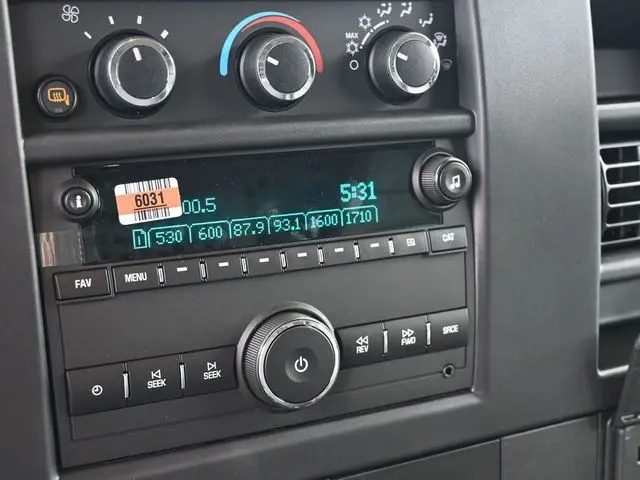 MAX
6031
00.5 5:31
1 530 600 87.9 93.1 1600 1710
FAV MENU EQ CAT
SEEK SEEK REV FWD SRCE